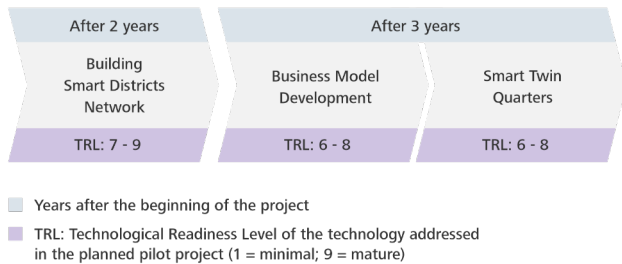 After 2 years
After 3 years
Building
Smart Districts
Network
Business Model
Development
Smart Twin
Quarters
TRL: 7 - 9
TRL: 6 - 8
TRL: 6 - 8
Years after the beginning of the project
TRL: Technological Readiness Level of the technology addressed
in the planned pilot project (1 = minimal; 9 = mature)